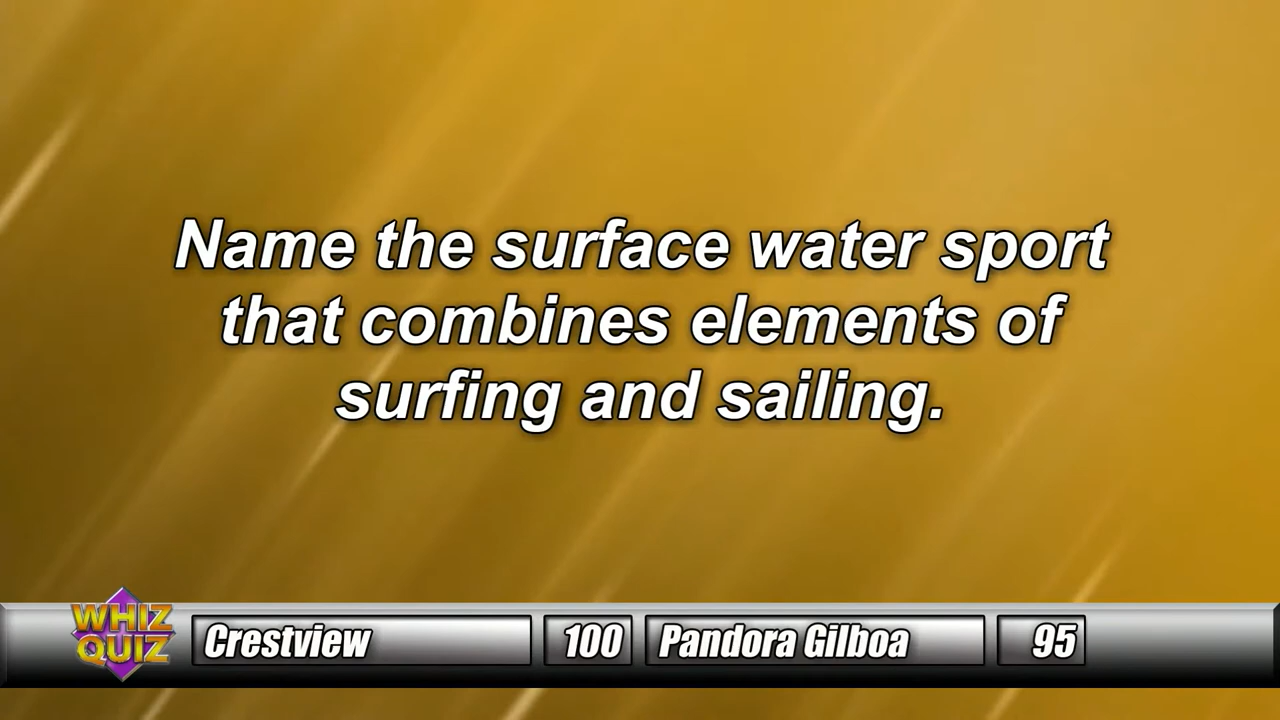 Name the surface water sport
that combines elements of
surfing and sailing.
WHIZ
QUIZ
Crestview 100 Pandora Gilboa 95